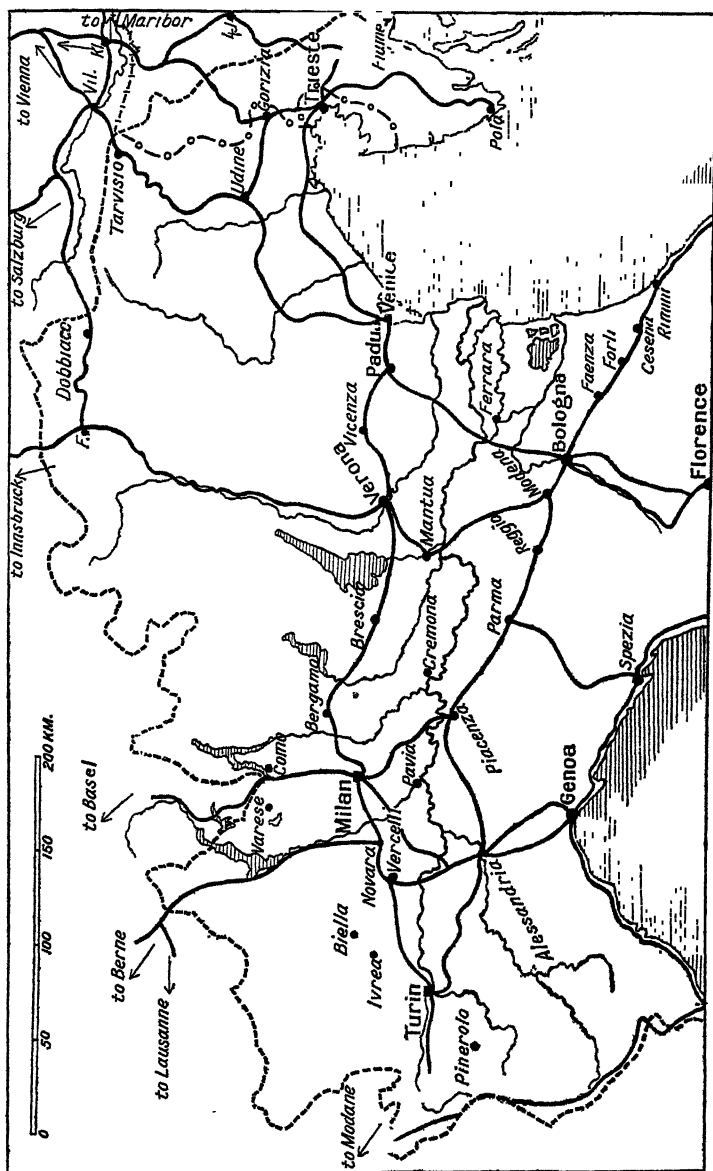 to Modane
to Lausanne
to Berne
to Basel
to Innsbruck
to Salzburg
to Vienna
to Maribor
0 50 100 150 200 KM.
Pinerolo
Turin
Ivrea
Biella
Vercelli
Novara
Alessandria
Genoa
Varese
Como
Milan
Pavia
Piacenza
Bergamo
Cremona
Brescia
Parma
Spezia
Mantua
Reggio
Modena
Verona
Vicenza
Padua
Venice
Ferrara
Bologna
Florence
Faenza
Forlì
Cesena
Rimini
F.
Dobbiaco
Tarvisio
Vil.
Kl.
Udine
Gorizia
Lj.
Trieste
Fiume
Pola